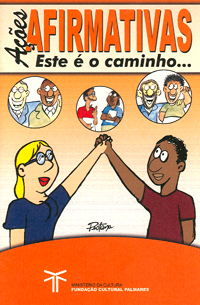 Ações
AFIRMATIVAS
Este é o caminho...
MINISTÉRIO DA CULTURA
FUNDAÇÃO CULTURAL PALMARES